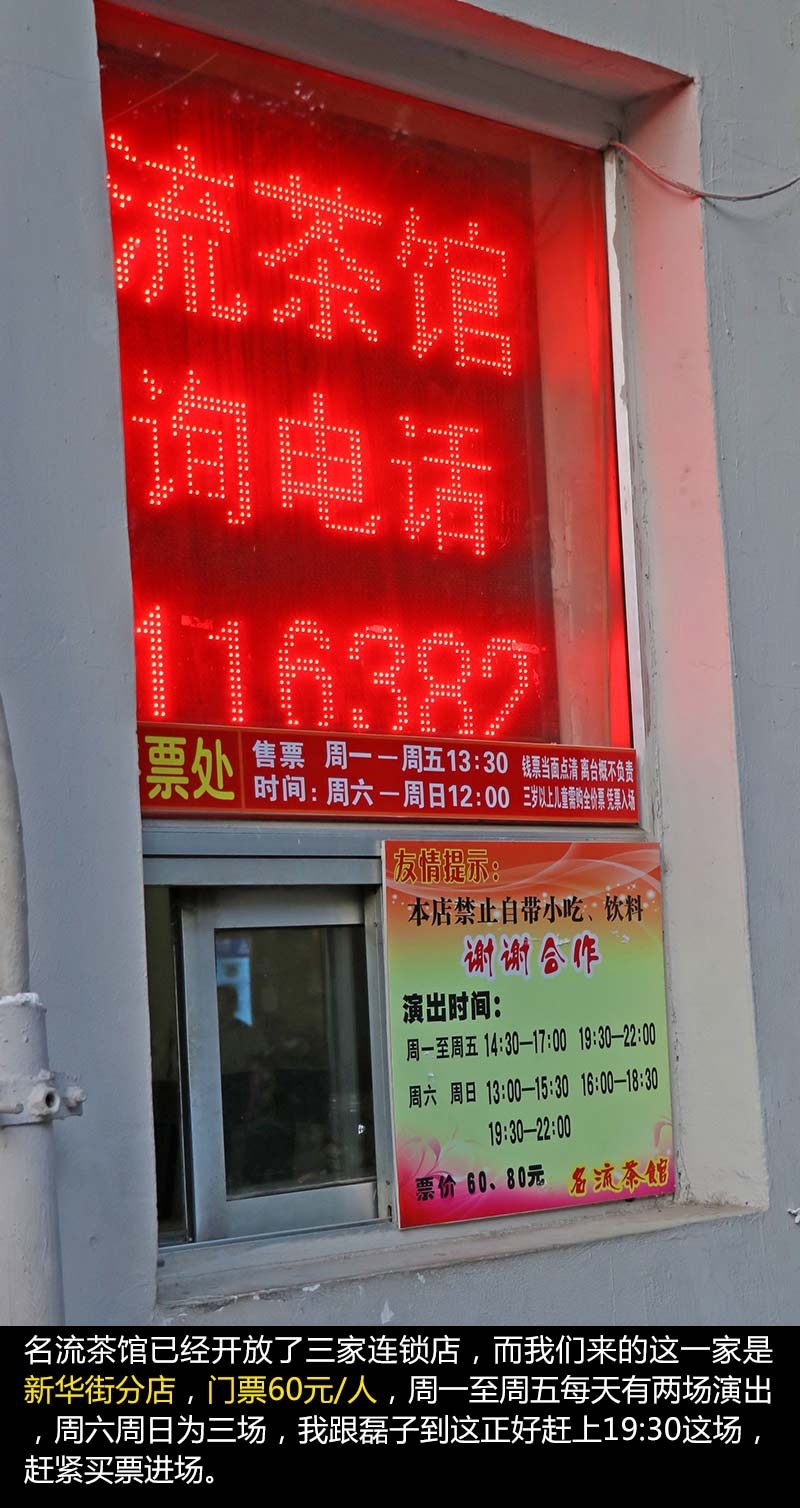 流茶馆
询电话
116387
票处
售票 周一一周五13:30 钱票当面点清 离台概不负责
时间：周六一周日12:00 三岁以上儿童需购全价票 凭票入场
友情提示：
本店禁止自带小吃、饮料
谢谢合作
演出时间：
周一至周五 14:30—17:00 19:30—22:00
周六 周日 13:00—15:30 16:00—18:30
19:30—22:00
票价 60、80元 名流茶館
名流茶馆已经开放了三家连锁店，而我们来的这一家是
新华街分店，门票60元/人，周一至周五每天有两场演出
，周六周日为三场，我跟磊子到这正好赶上19:30这场，
赶紧买票进场。